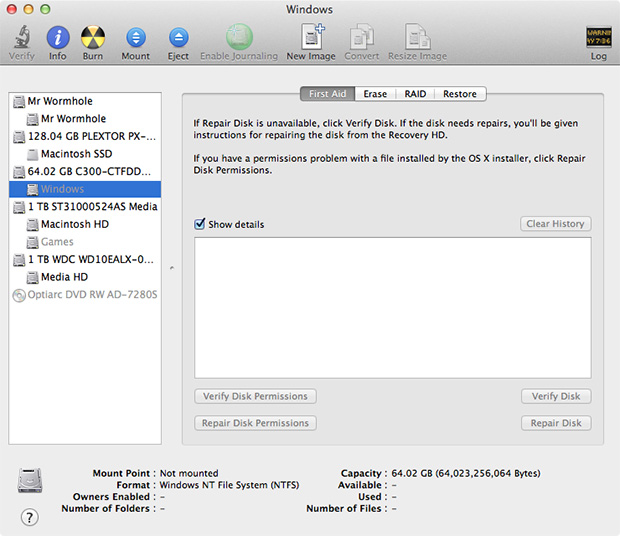 Windows
Verify
Info
Burn
Mount
Eject
Enable Journaling
New Image
Convert
Resize Image
WARNIN
AY 7:36
Log
Mr Wormhole
Mr Wormhole
128.04 GB PLEXTOR PX-...
Macintosh SSD
64.02 GB C300-CTFDD...
Windows
1 TB ST31000524AS Media
Macintosh HD
Games
1 TB WDC WD10EALX-0...
Media HD
Optiarc DVD RW AD-7280S
First Aid
Erase
RAID
Restore
If Repair Disk is unavailable, click Verify Disk. If the disk needs repairs, you'll be given
instructions for repairing the disk from the Recovery HD.
If you have a permissions problem with a file installed by the OS X installer, click Repair
Disk Permissions.
Show details
Clear History
Verify Disk Permissions
Verify Disk
Repair Disk Permissions
Repair Disk
Mount Point : Not mounted
Format : Windows NT File System (NTFS)
Owners Enabled : -
Number of Folders : -
Capacity : 64.02 GB (64,023,256,064 Bytes)
Available : -
Used : -
Number of Files : -
?